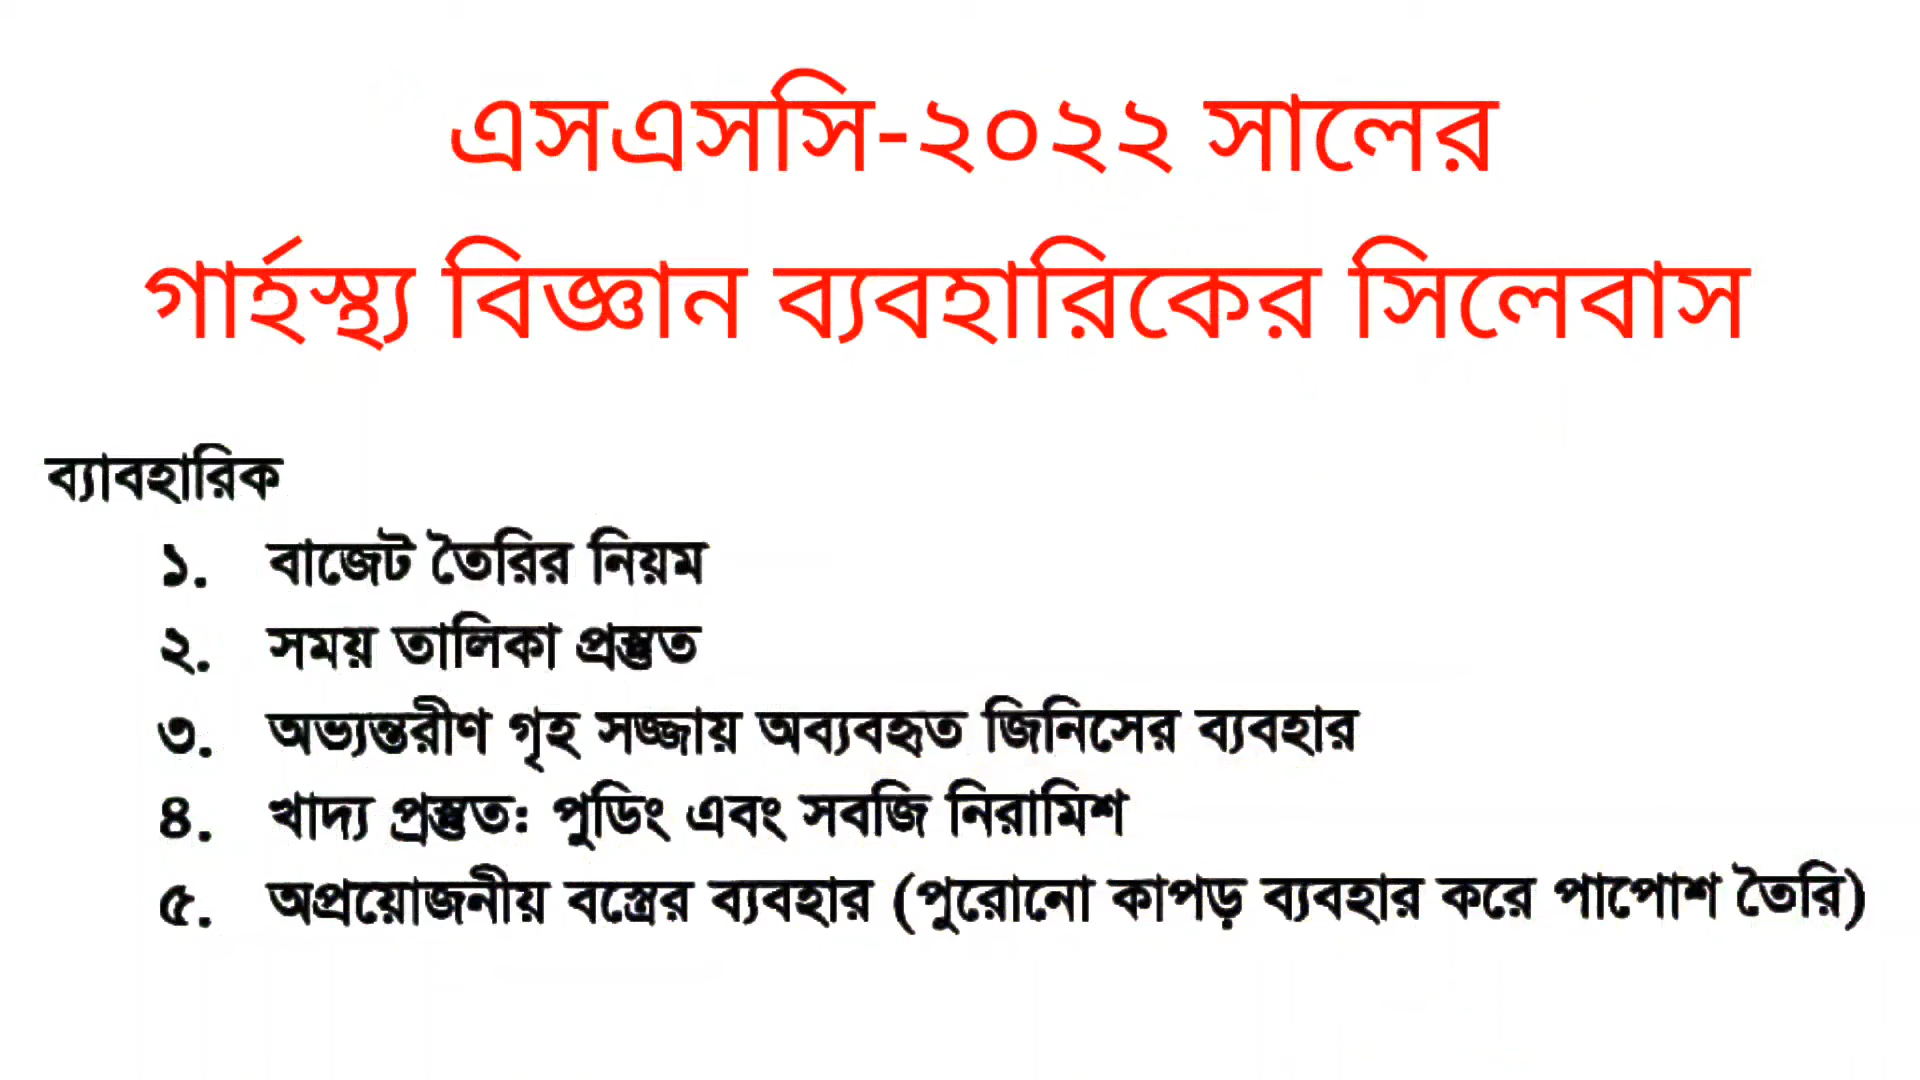 এসএসসি-২০২২ সালের
গার্হস্থ্য বিজ্ঞান ব্যবহারিকের সিলেবাস
ব্যাবহারিক
১. বাজেট তৈরির নিয়ম
২. সময় তালিকা প্রস্তুত
৩. অভ্যন্তরীণ গৃহ সজ্জায় অব্যবহৃত জিনিসের ব্যবহার
৪. খাদ্য প্রস্তুতঃ পুডিং এবং সবজি নিরামিশ
৫. অপ্রয়োজনীয় বস্ত্রের ব্যবহার (পুরোনো কাপড় ব্যবহার করে পাপোশ তৈরি)